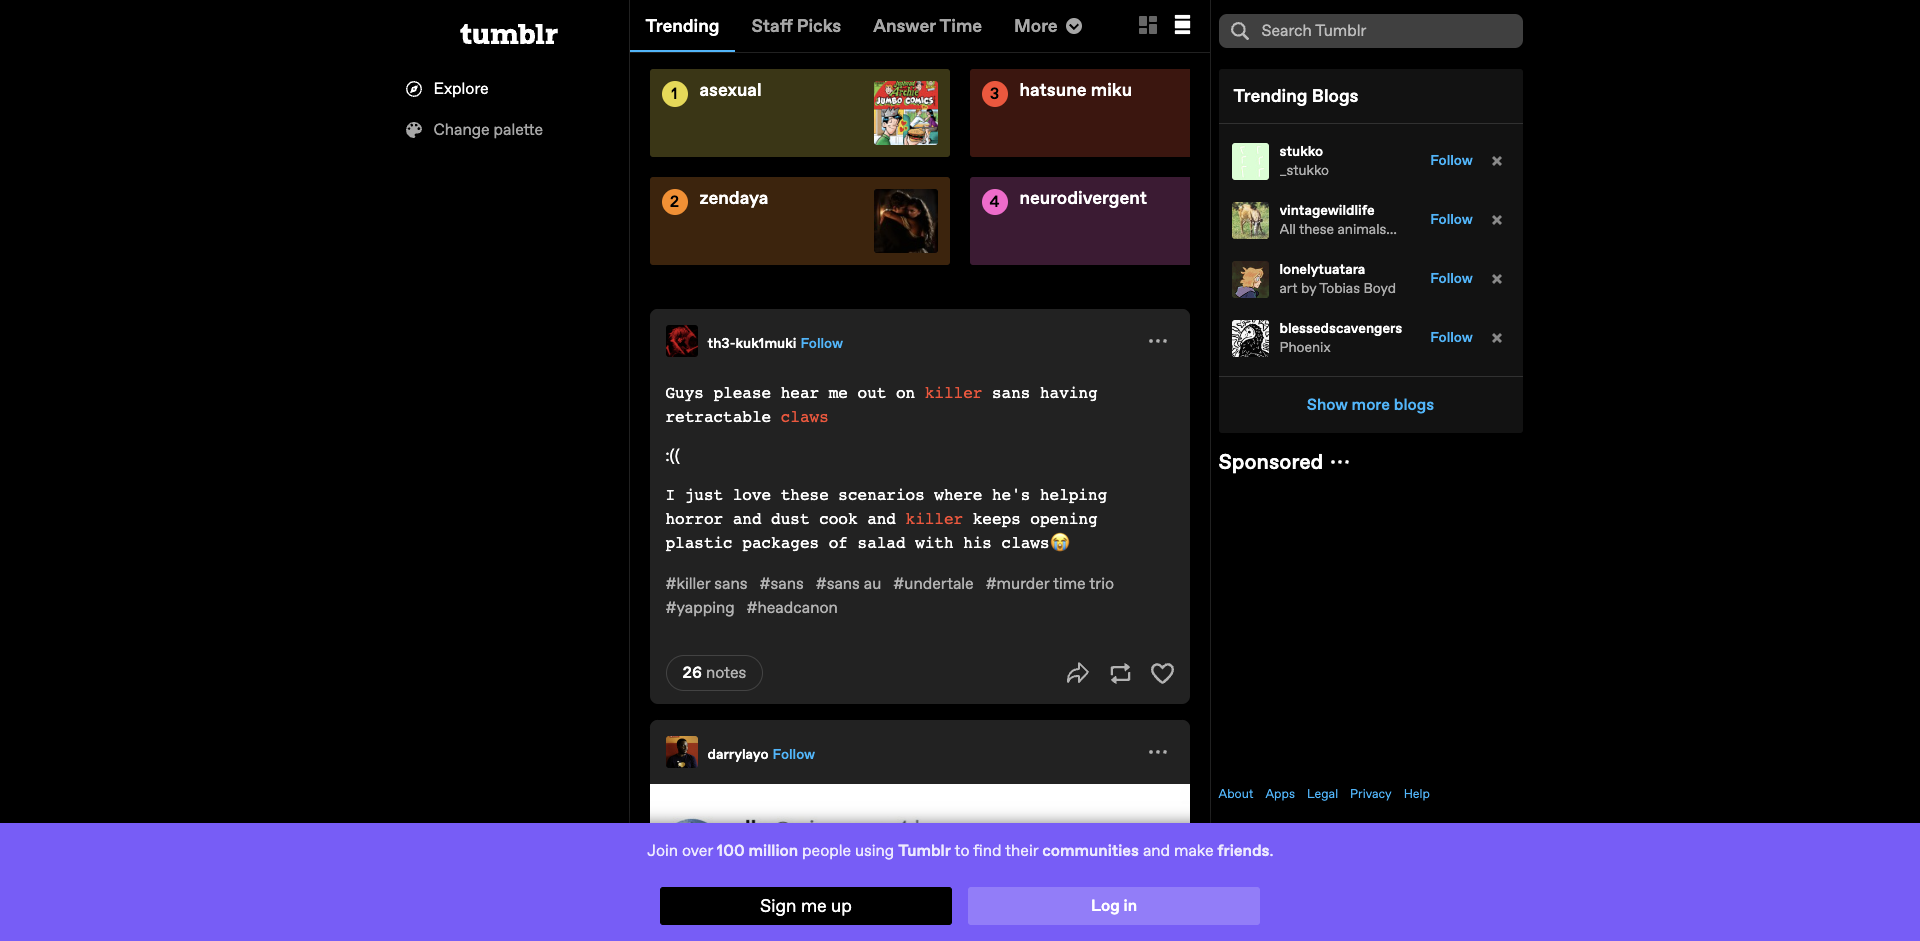 tumblr
Explore
Change palette
Trending Staff Picks Answer Time More
1 asexual
JUMBO COMICS
2 zendaya
3 hatsune miku
4 neurodivergent
th3-kuk1muki Follow
Guys please hear me out on killer sans having
retractable claws
:((
I just love these scenarios where he's helping
horror and dust cook and killer keeps opening
plastic packages of salad with his claws😭
#killer sans #sans #sans au #undertale #murder time trio
#yapping #headcanon
26 notes
darrylayo Follow
Search Tumblr
Trending Blogs
stukko
_stukko
Follow
vintagewildlife
All these animals...
Follow
lonelytuatara
art by Tobias Boyd
Follow
blessedscavengers
Phoenix
Follow
Show more blogs
Sponsored
About Apps Legal Privacy Help
Join over 100 million people using Tumblr to find their communities and make friends.
Sign me up
Log in